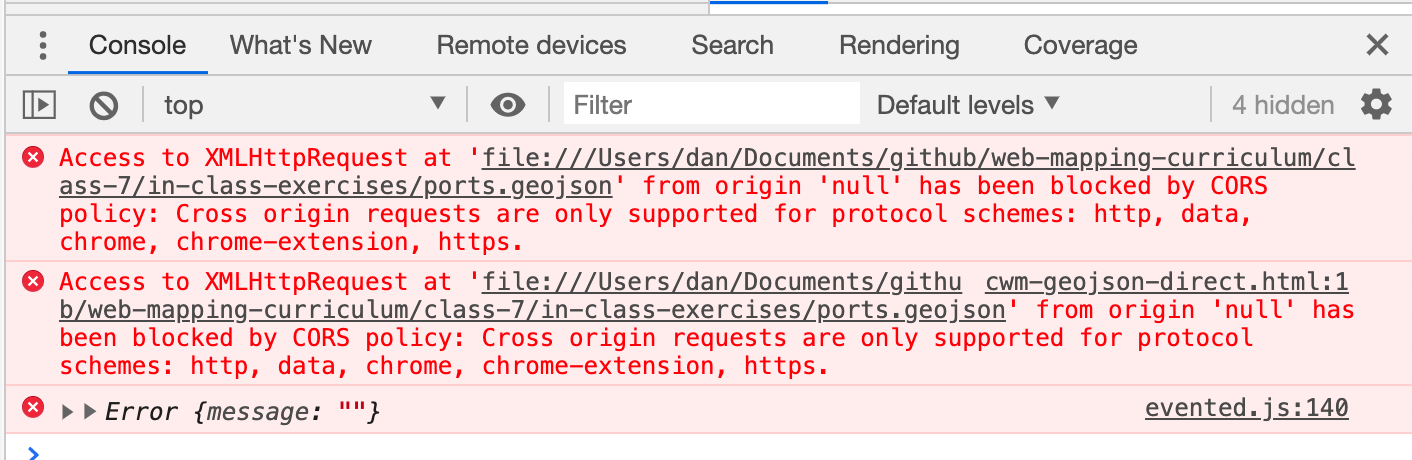 Console What's New Remote devices Search Rendering Coverage
top Filter Default levels 4 hidden
Access to XMLHttpRequest at 'file:///Users/dan/Documents/github/web-mapping-curriculum/cl
ass-7/in-class-exercises/ports.geojson' from origin 'null' has been blocked by CORS
policy: Cross origin requests are only supported for protocol schemes: http, data,
chrome, chrome-extension, https.
Access to XMLHttpRequest at 'file:///Users/dan/Documents/githu cwm-geojson-direct.html:1
b/web-mapping-curriculum/class-7/in-class-exercises/ports.geojson' from origin 'null' has
been blocked by CORS policy: Cross origin requests are only supported for protocol
schemes: http, data, chrome, chrome-extension, https.
Error {message: ""} evented.js:140